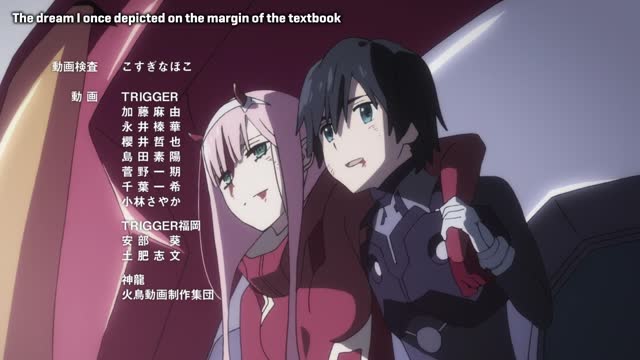 The dream I once depicted on the margin of the textbook
動画検査 こすぎなほこ
動 画 TRIGGER
加藤麻由
永井榛華
櫻井哲也
島田素陽
菅野一期
千葉一希
小林さやか
TRIGGER福岡
安部 葵
土肥志文
神龍
火鳥動画制作集団